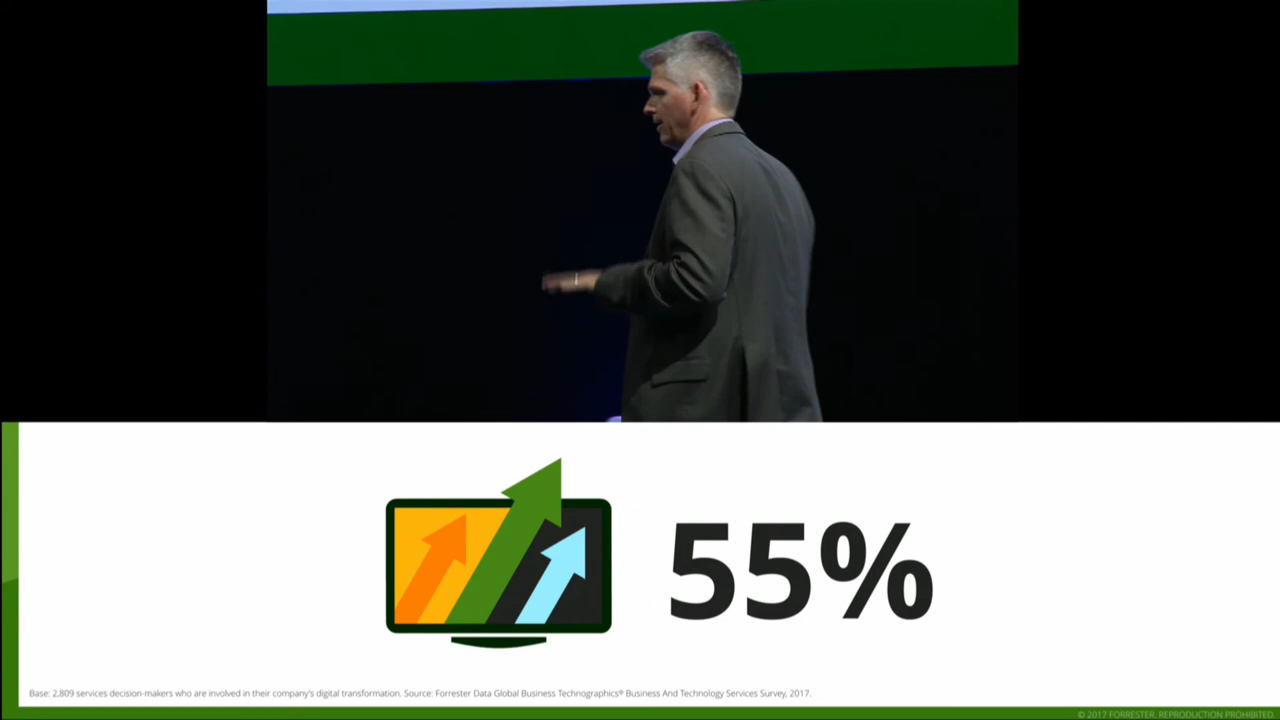 55%
Base: 2,809 services decision-makers who are involved in their company's digital transformation. Source: Forrester Data Global Business Technographics® Business And Technology Services Survey, 2017.
© 2017 FORRESTER. REPRODUCTION PROHIBITED.